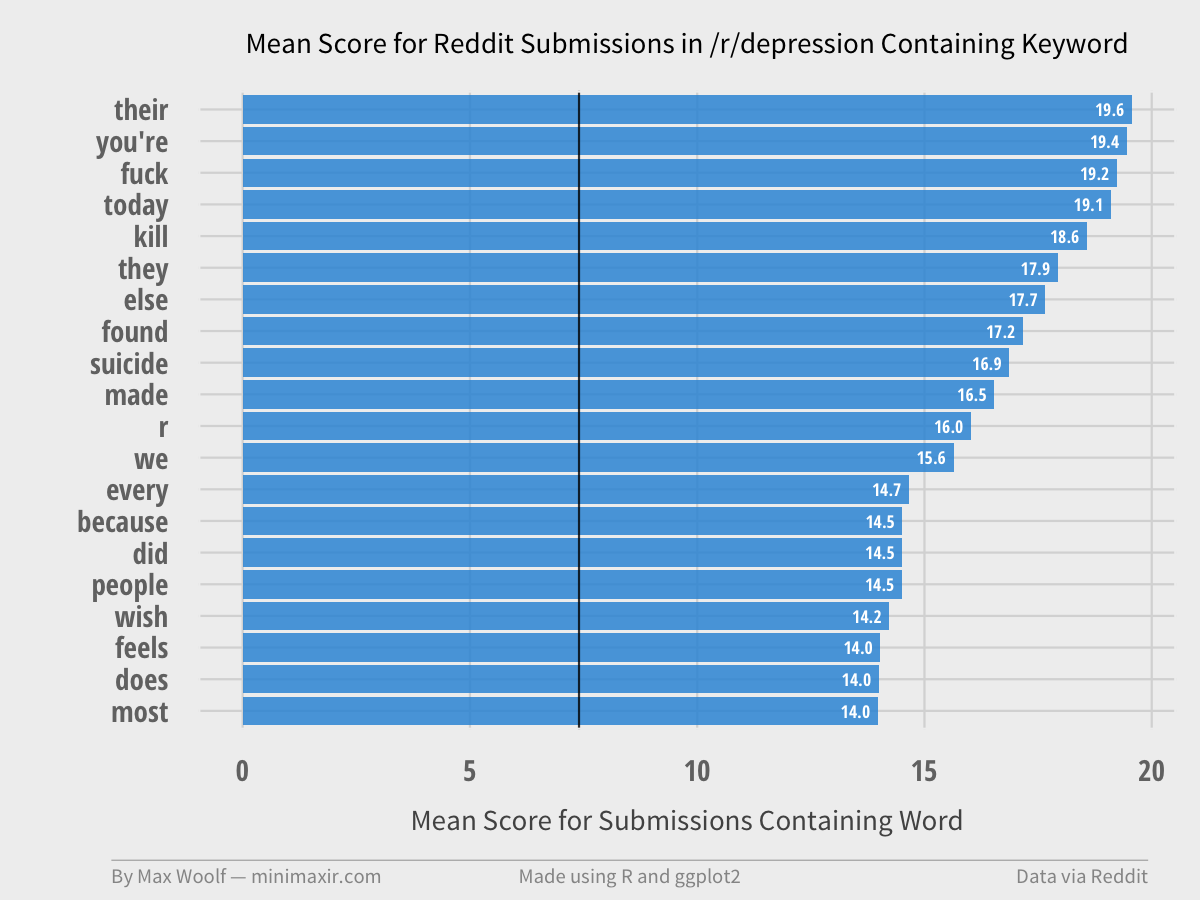 Mean Score for Reddit Submissions in /r/depression Containing Keyword
their 19.6
you're 19.4
fuck 19.2
today 19.1
kill 18.6
they 17.9
else 17.7
found 17.2
suicide 16.9
made 16.5
r 16.0
we 15.6
every 14.7
because 14.5
did 14.5
people 14.5
wish 14.2
feels 14.0
does 14.0
most 14.0
0 5 10 15 20
Mean Score for Submissions Containing Word
By Max Woolf — minimaxir.com Made using R and ggplot2 Data via Reddit